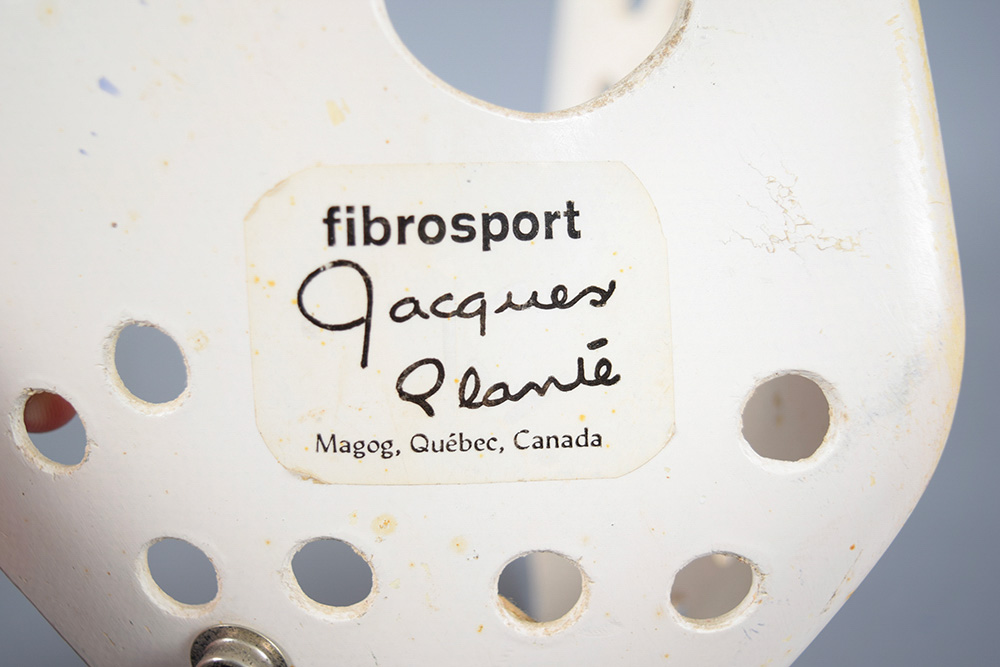 fibrosport
Jacques
Planté
Magog, Québec, Canada